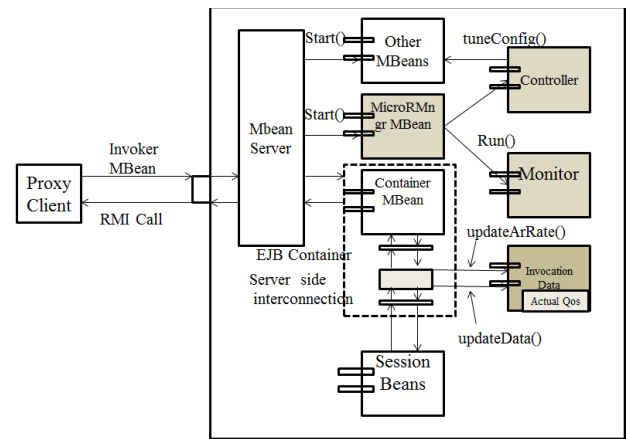 Start()
Other
MBeans
tuneConfig()
Controller
Mbean
Server
Start()
MicroRMn
gr MBean
Run()
Monitor
Invoker
MBean
Proxy
Client
RMI Call
Container
MBean
EJB Container
Server side
interconnection
updateArRate()
Invocation
Data
Actual Qos
updateData()
Session
Beans